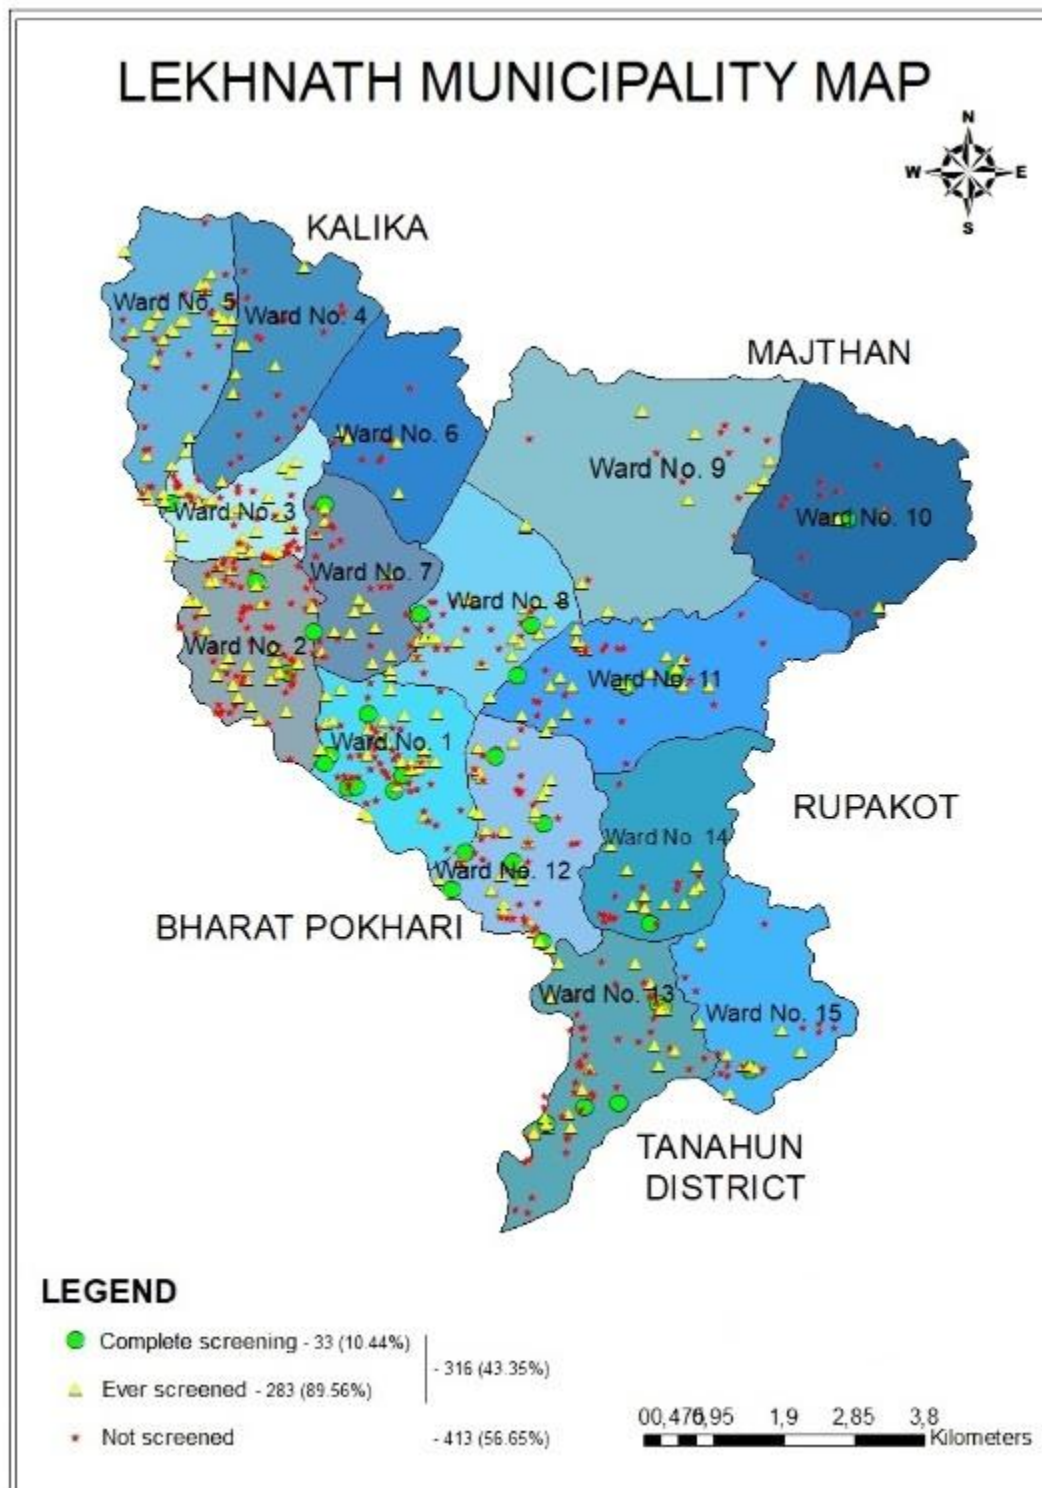 LEKHNATH MUNICIPALITY MAP
N
W E
S
KALIKA
Ward No. 5
Ward No. 4
MAJTHAN
Ward No. 6
Ward No. 9
Ward No. 3
Ward No. 10
Ward No. 7
Ward No. 8
Ward No. 2
Ward No. 11
Ward No. 1
RUPAKOT
Ward No. 14
Ward No. 12
BHARAT POKHARI
Ward No. 13
Ward No. 15
TANAHUN
DISTRICT
LEGEND
Complete screening - 33 (10.44%)
- 316 (43.35%)
Ever screened - 283 (89.56%)
Not screened - 413 (56.65%)
1,9 2,85 3,8
Kilometers